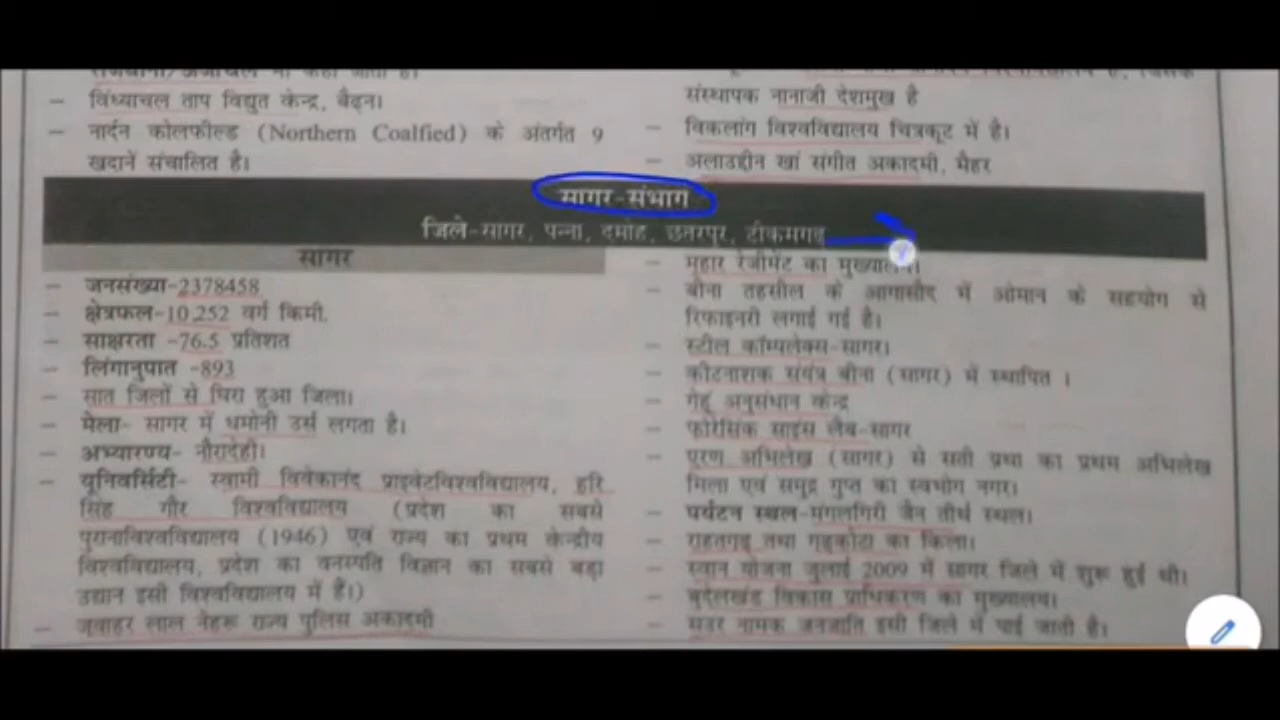 – विंध्याचल ताप विद्युत केन्द्र, बैढ़न।
– नार्दन कोलफील्ड (Northern Coalfied) के अंतर्गत 9
खदानें संचालित है।
संस्थापक नानाजी देशमुख है
– विकलांग विश्वविद्यालय चित्रकूट में है।
– अलाउद्दीन खां संगीत अकादमी, मैहर
सागर-संभाग
जिले-सागर, पन्ना, दमोह, छतरपुर, टीकमगढ़
सागर
– जनसंख्या-2378458
– क्षेत्रफल-10,252 वर्ग किमी.
– साक्षरता -76.5 प्रतिशत
– लिंगानुपात -893
– सात जिलों से घिरा हुआ जिला।
– मेला- सागर में धमोनी उर्स लगता है।
– अभ्यारण्य- नौरादेही।
– यूनिवर्सिटी- स्वामी विवेकानंद प्राइवेटविश्वविद्यालय, हरि
सिंह गौर विश्वविद्यालय (प्रदेश का सबसे
पुरानाविश्वविद्यालय (1946) एवं राज्य का प्रथम केन्द्रीय
विश्वविद्यालय, प्रदेश का वनस्पति विज्ञान का सबसे बड़ा
उद्यान इसी विश्वविद्यालय में हैं।)
– जवाहर लाल नेहरू राज्य पुलिस अकादमी
– महार रेजीमेंट का मुख्यालय।
– बीना तहसील के आगासौद में ओमान के सहयोग से
रिफाइनरी लगाई गई है।
– स्टील कॉम्पलेक्स-सागर।
– कीटनाशक संयंत्र बीना (सागर) में स्थापित ।
– गेहूं अनुसंधान केन्द्र
– फोरेंसिक साइंस लैब-सागर
– एरण अभिलेख (सागर) से सती प्रथा का प्रथम अभिलेख
मिला एवं समुद्र गुप्त का स्वभोग नगर।
– पर्यटन स्थल-मंगलगिरी जैन तीर्थ स्थल।
– राहतगढ़ तथा गढ़कोटा का किला।
– स्वान योजना जुलाई 2009 में सागर जिले में शुरू हुई थी।
– बुंदेलखंड विकास प्राधिकरण का मुख्यालय।
– सउर नामक जनजाति इसी जिले में पाई जाती है।